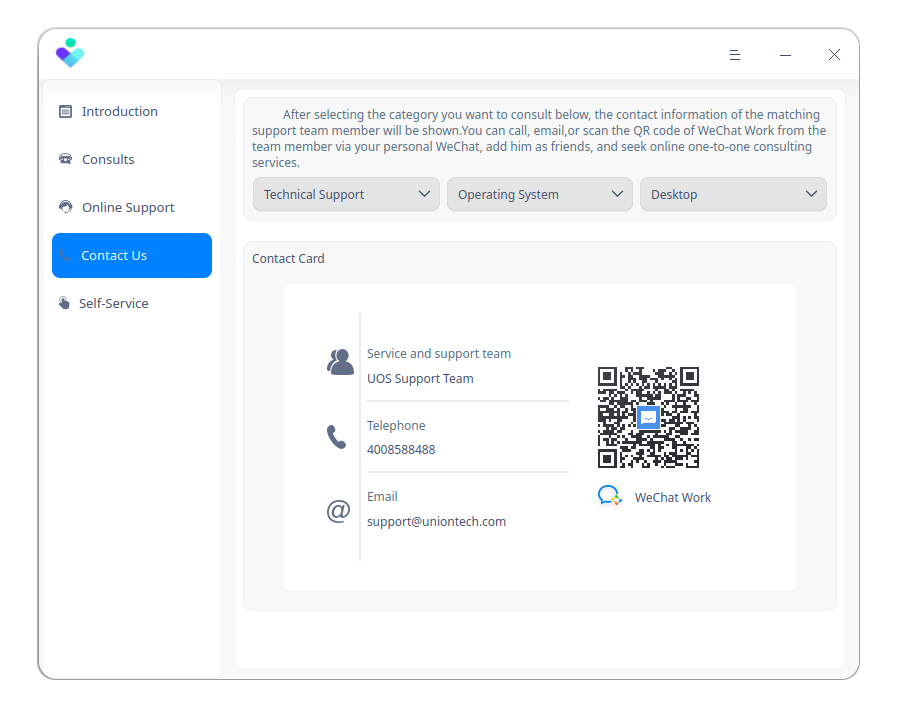 Introduction
Consults
Online Support
Contact Us
Self-Service
After selecting the category you want to consult below, the contact information of the matching
support team member will be shown.You can call, email,or scan the QR code of WeChat Work from the
team member via your personal WeChat, add him as friends, and seek online one-to-one consulting
services.
Technical Support
Operating System
Desktop
Contact Card
Service and support team
UOS Support Team
Telephone
4008588488
Email
support@uniontech.com
WeChat Work